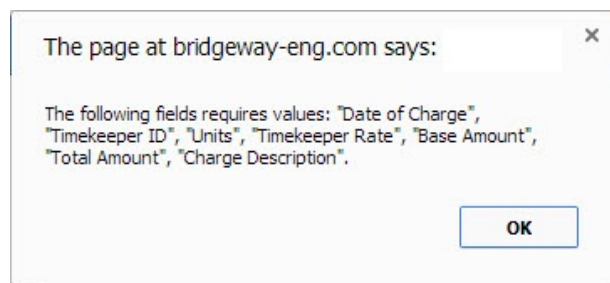 The page at bridgeway-eng.com says:
The following fields requires values: "Date of Charge",
"Timekeeper ID", "Units", "Timekeeper Rate", "Base Amount",
"Total Amount", "Charge Description".
OK